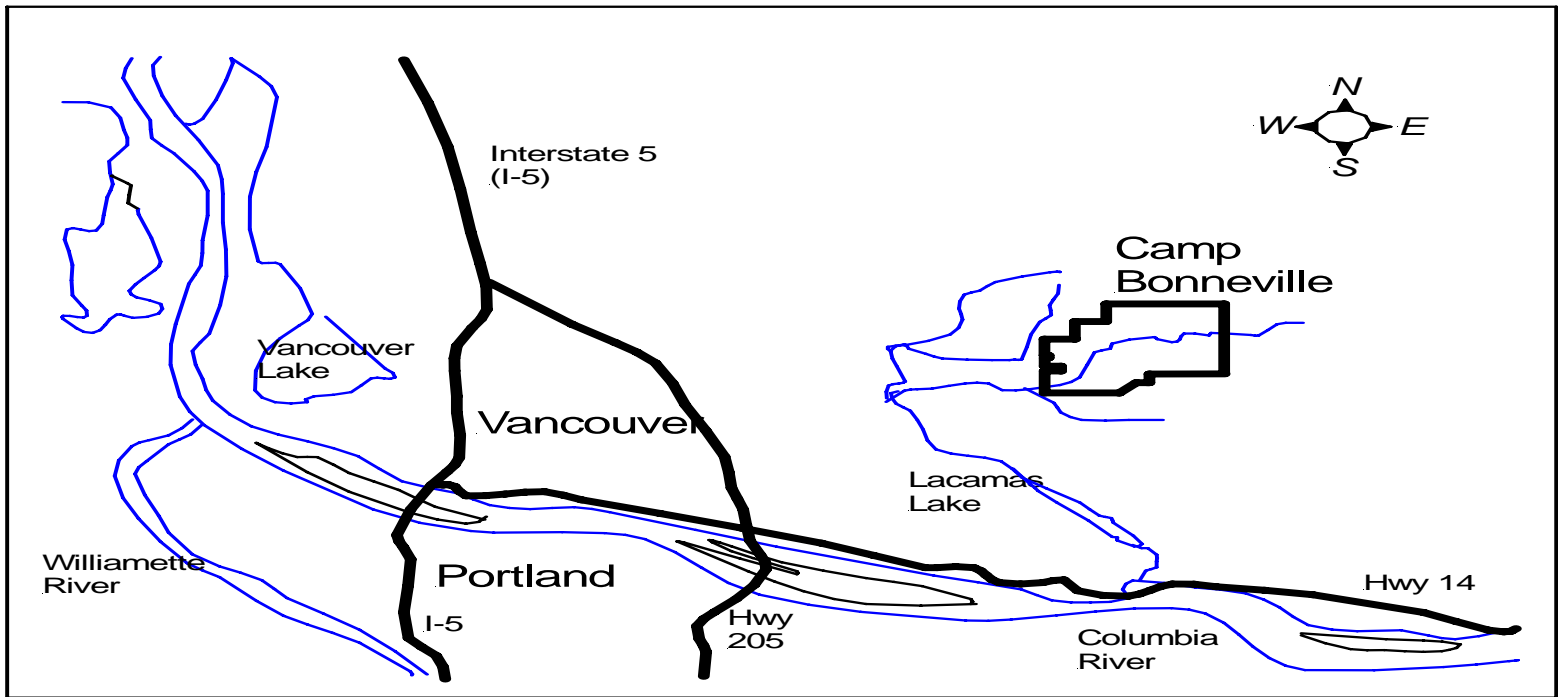 N
W E
S
Interstate 5
(I-5)
Camp
Bonneville
Vancouver
Lake
Vancouver
Lacamas
Lake
Williamette
River
Portland
Hwy 14
I-5
Hwy
205
Columbia
River